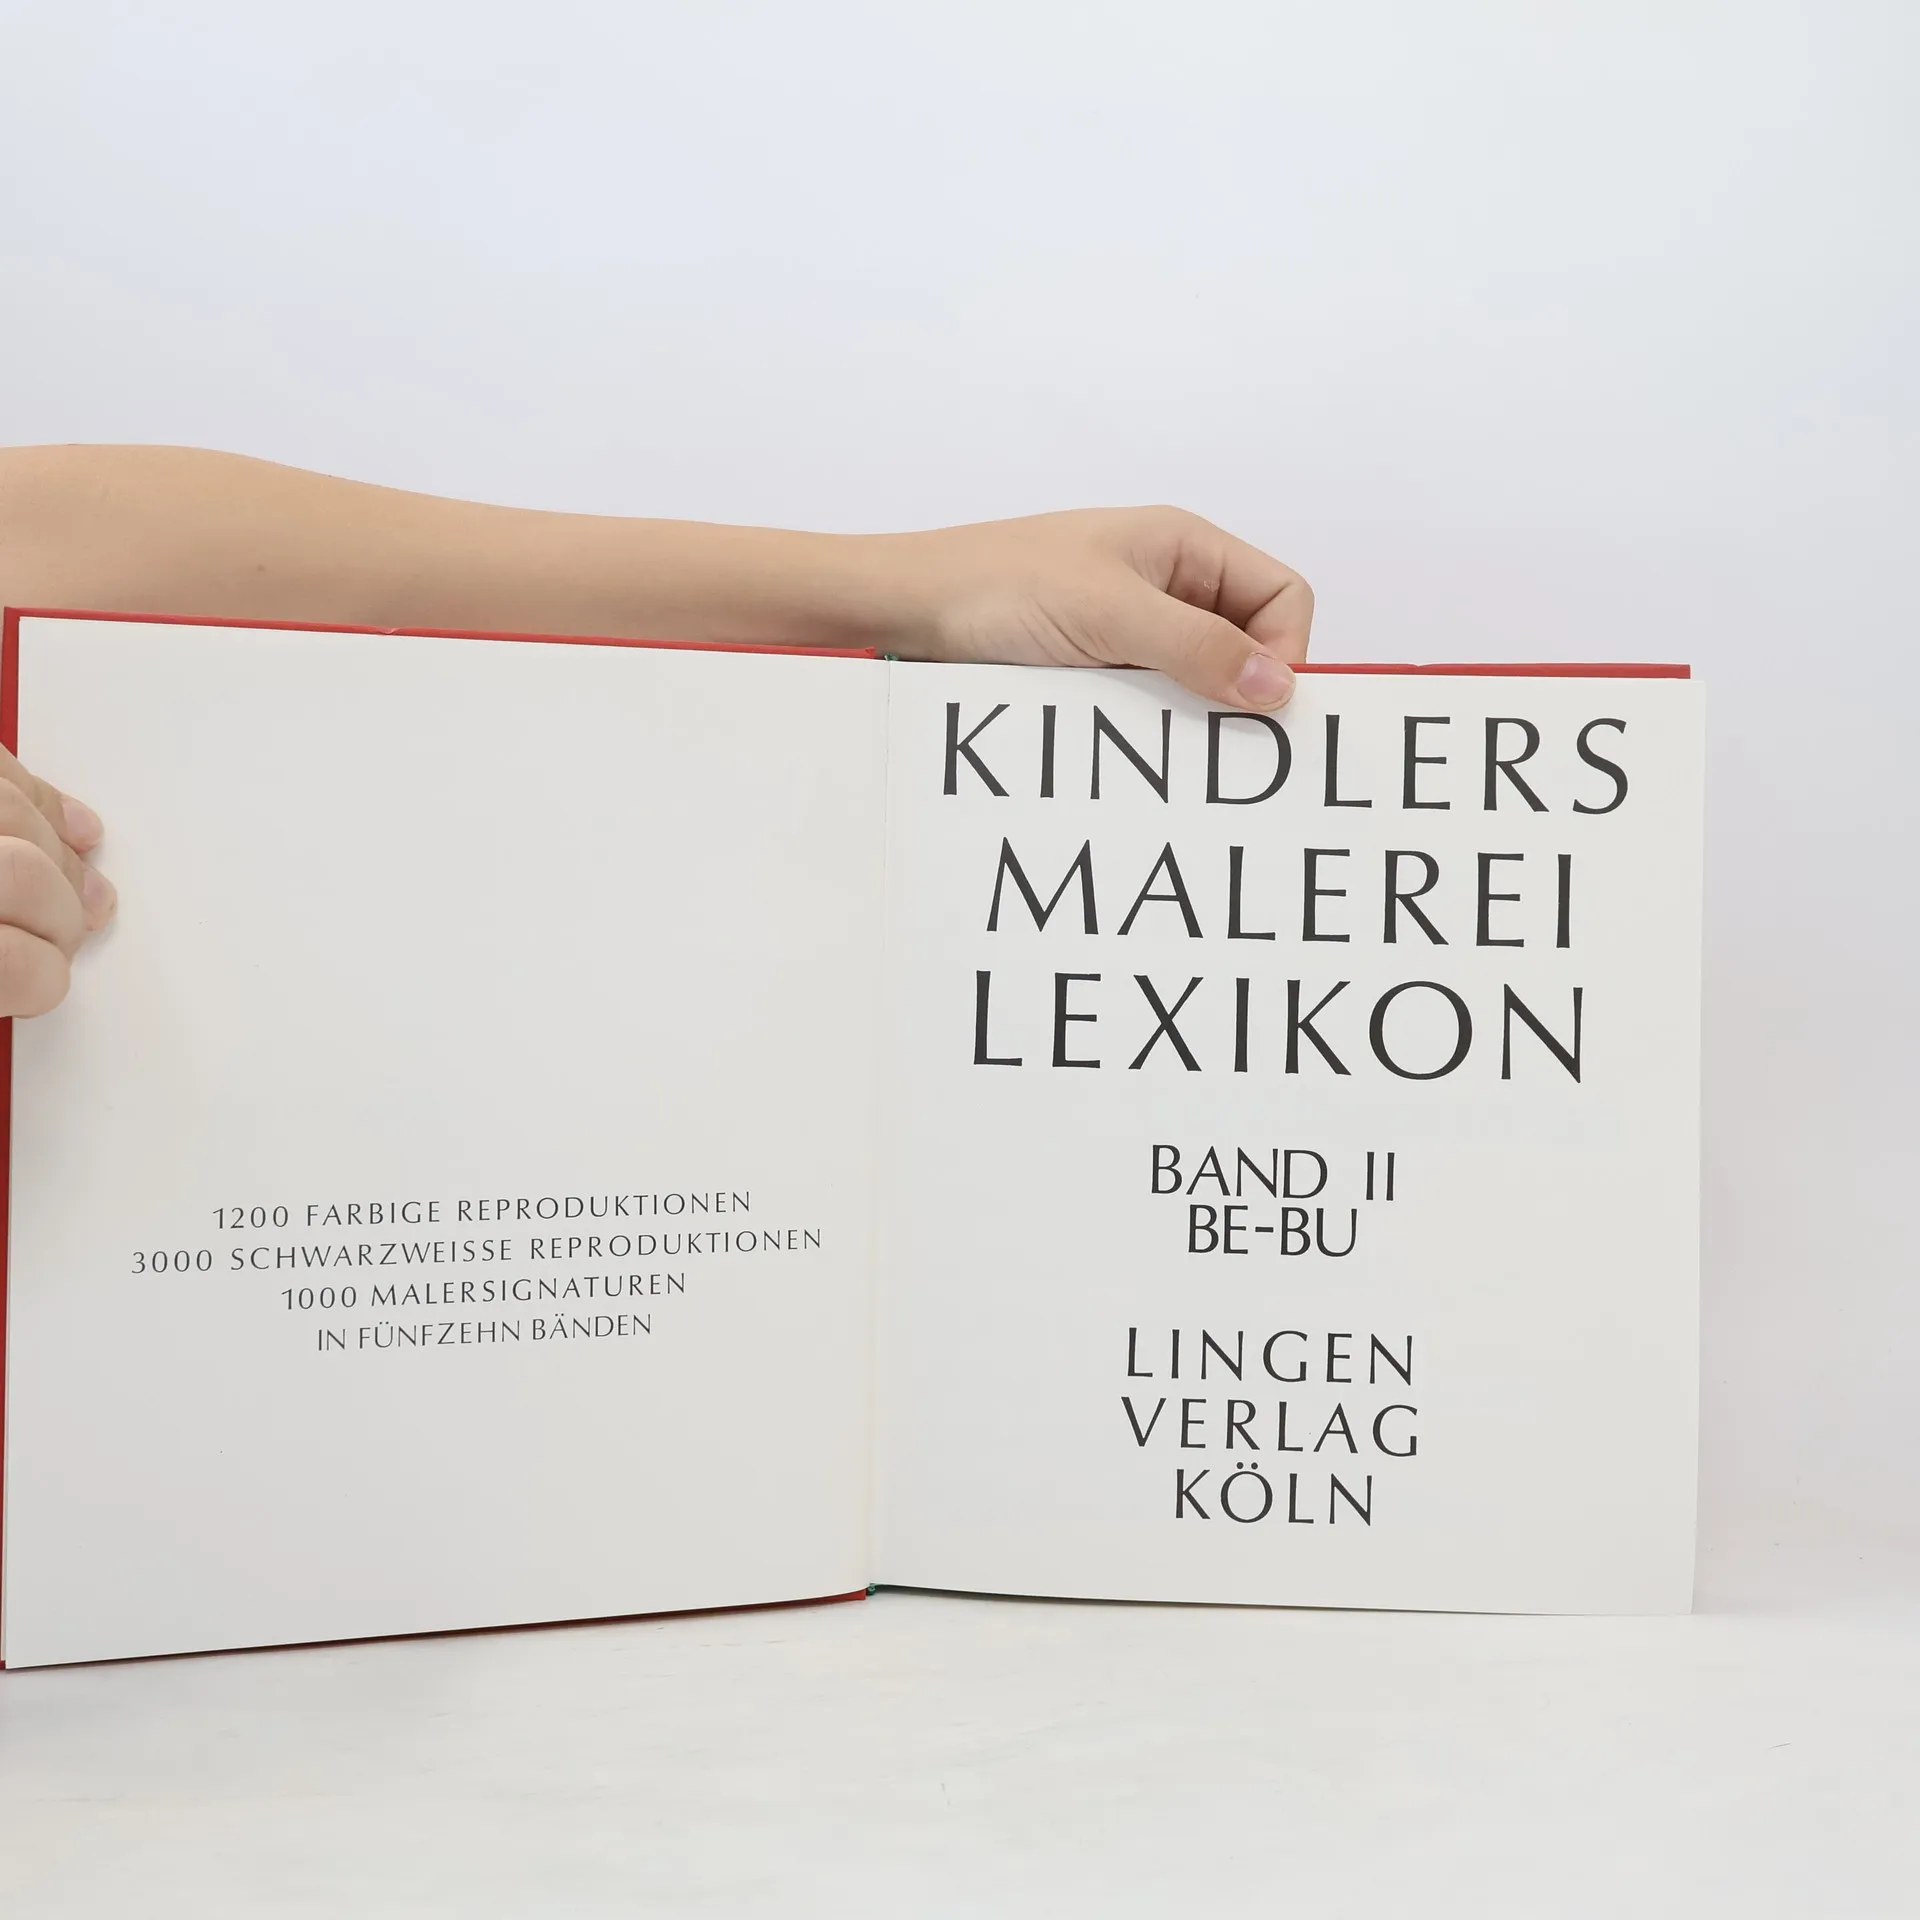 1200 FARBIGE REPRODUKTIONEN
3000 SCHWARZWEISSE REPRODUKTIONEN
1000 MALERSIGNATUREN
IN FÜNFZEHN BÄNDEN
KINDLERS
MALEREI
LEXIKON
BAND II
BE-BU
LINGEN
VERLAG
KÖLN